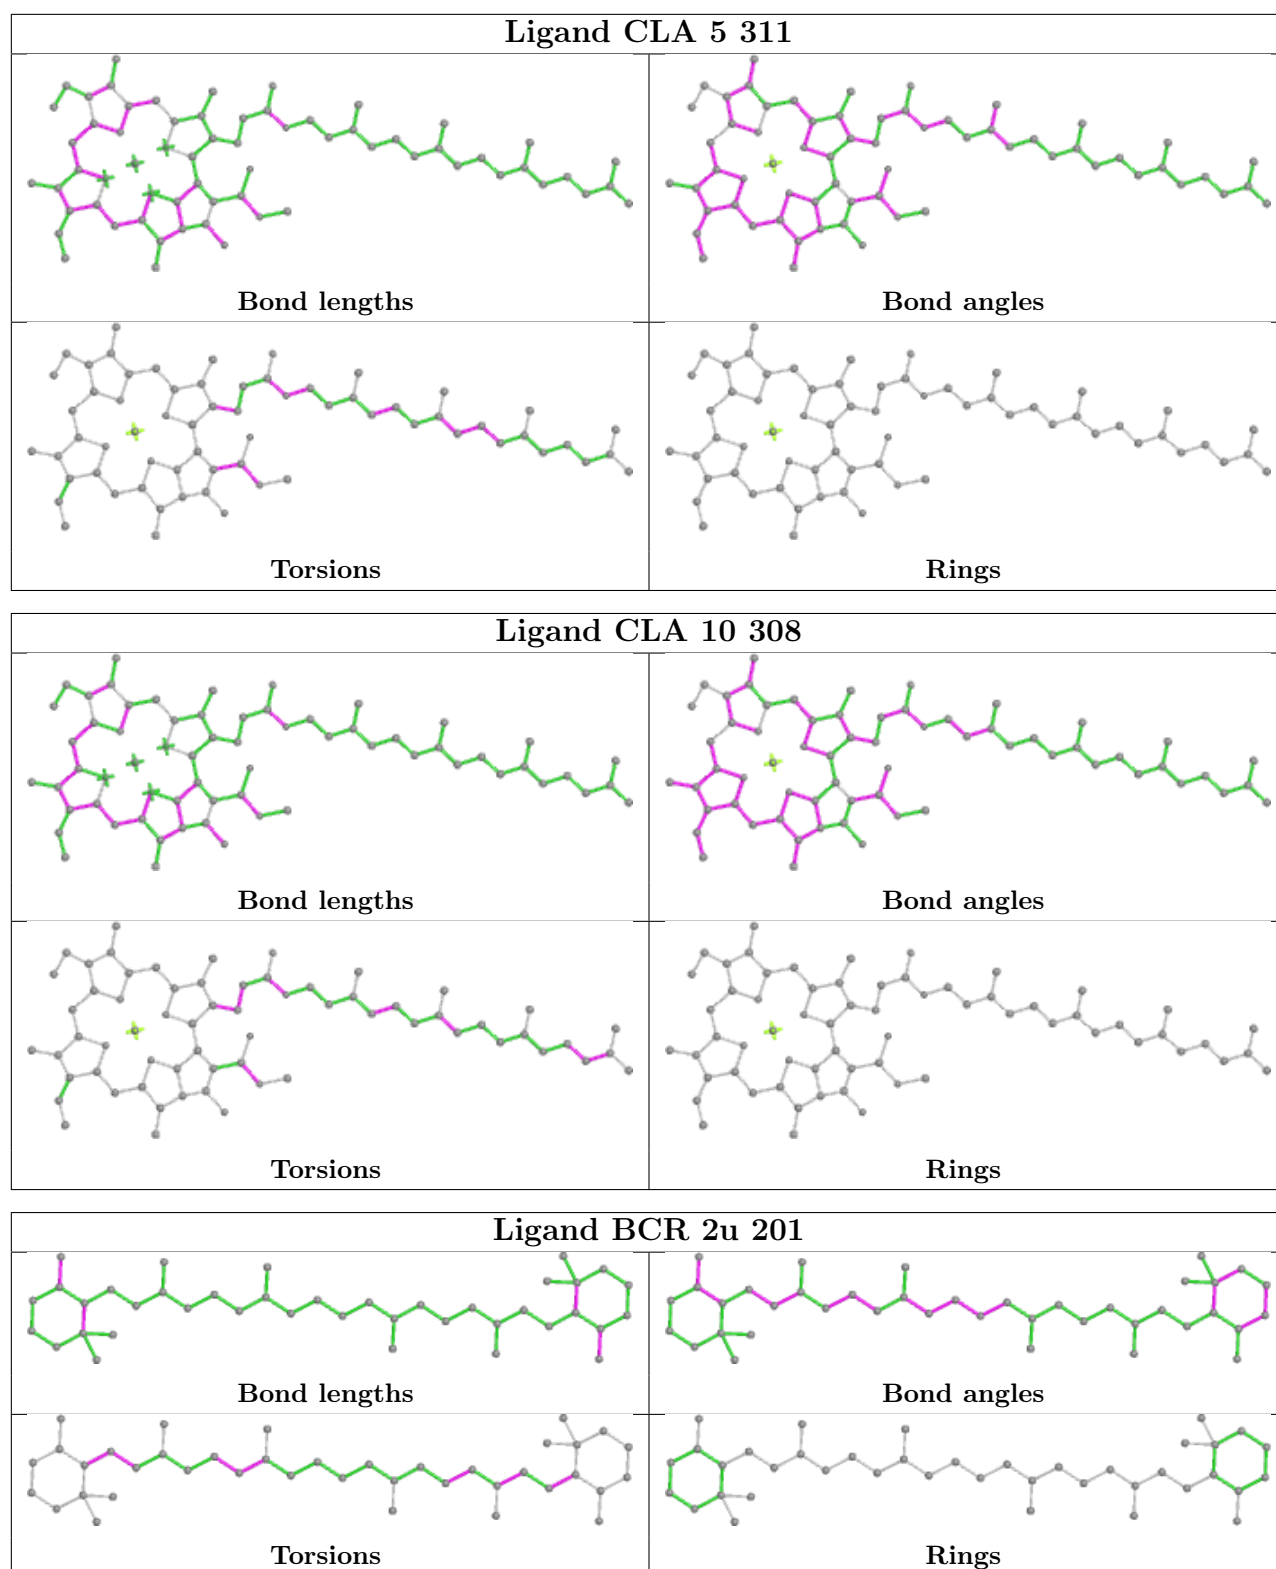 Ligand CLA 5 311
Bond lengths
Bond angles
Torsions
Rings
Ligand CLA 10 308
Bond lengths
Bond angles
Torsions
Rings
Ligand BCR 2u 201
Bond lengths
Bond angles
Torsions
Rings